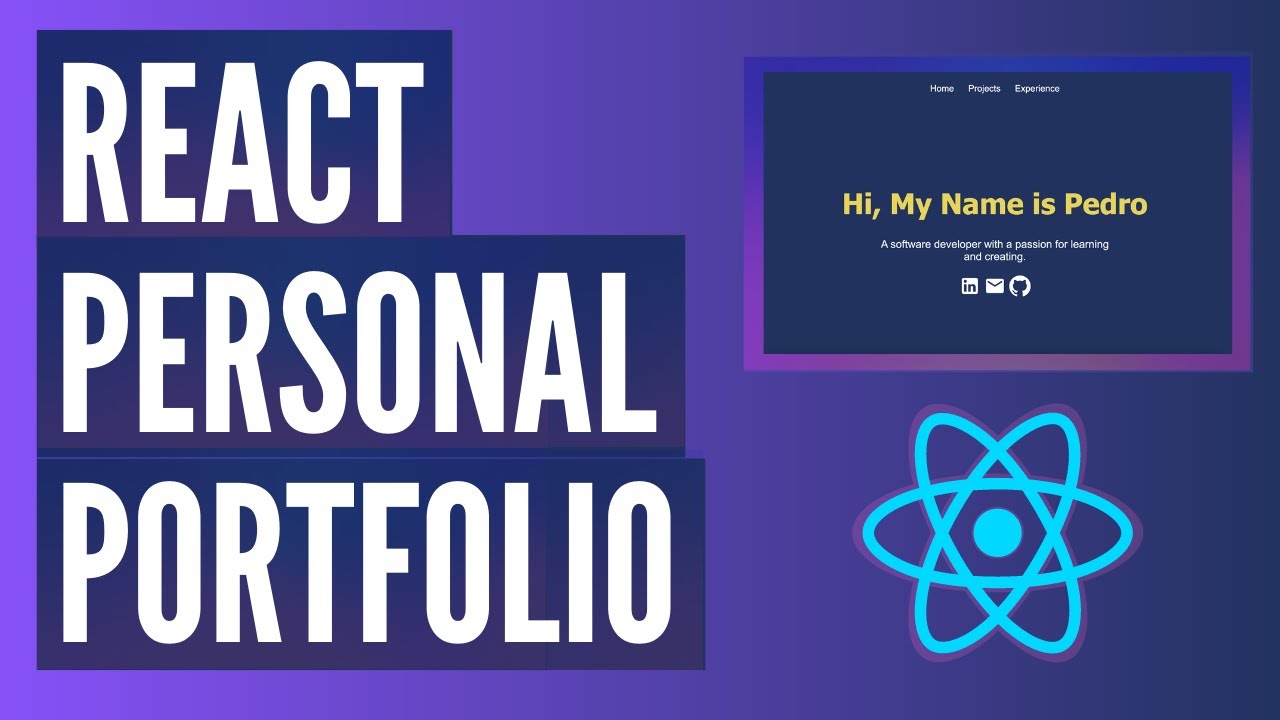 REACT
PERSONAL
PORTFOLIO
Home Projects Experience
Hi, My Name is Pedro
A software developer with a passion for learning
and creating.
in